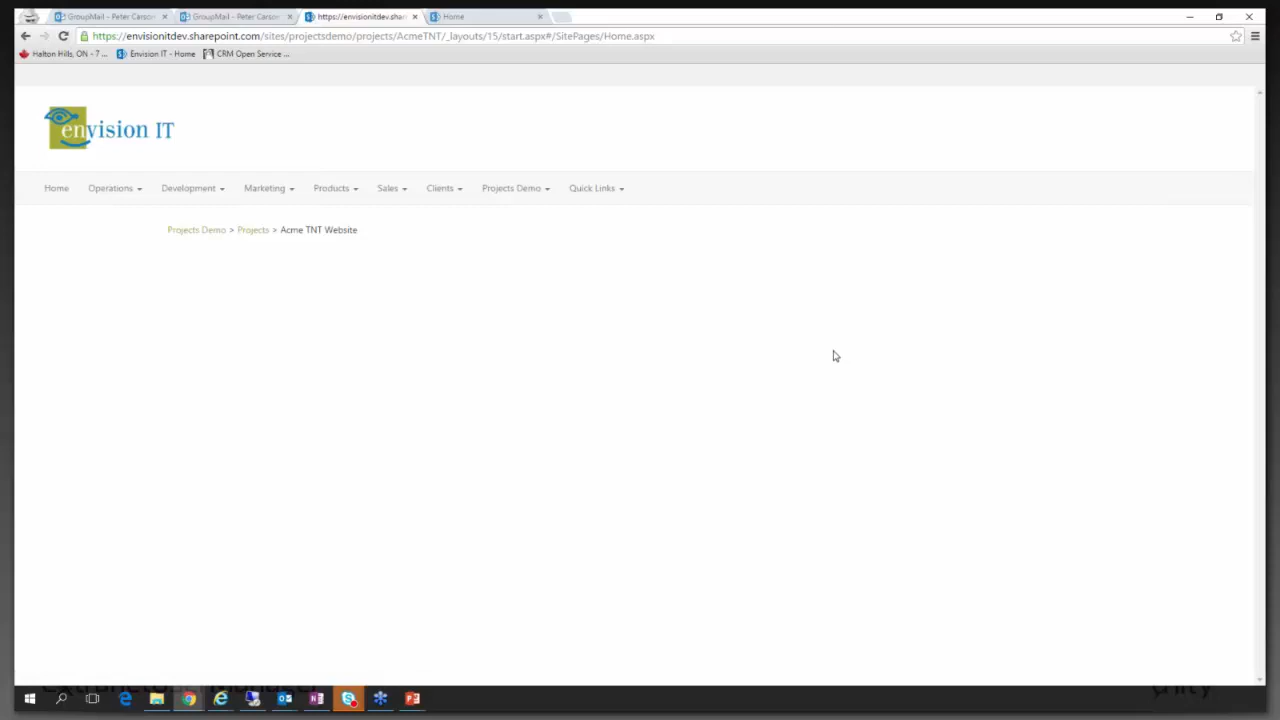 GroupMail - Peter Carson
GroupMail - Peter Carson
https://envisionitdev.shar
Home
https://envisionitdev.sharepoint.com/sites/projectsdemo/projects/AcmeTNT/_layouts/15/start.aspx#/SitePages/Home.aspx
Halton Hills, ON - 7 ...
Envision IT - Home
CRM Open Service ...
envision IT
Home Operations Development Marketing Products Sales Clients Projects Demo Quick Links
Projects Demo > Projects > Acme TNT Website